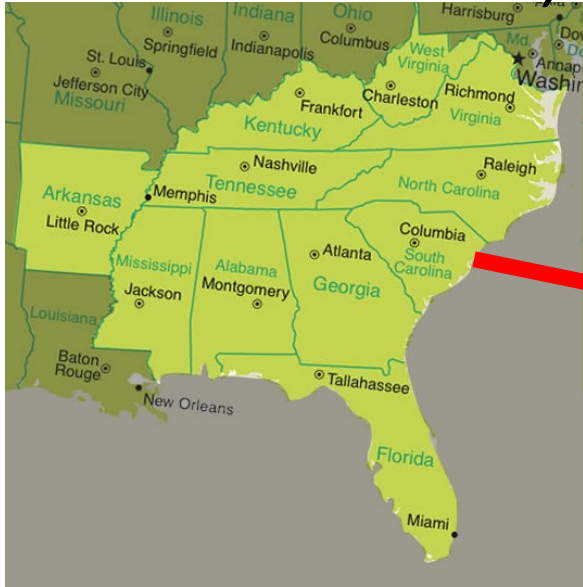 Illinois
Indiana
Ohio
Harrisburg
Springfield
Indianapolis
Columbus
St. Louis
West
Virginia
Md.
Annap
Washin
Jefferson City
Missouri
Frankfort
Charleston
Richmond
Kentucky
Virginia
Nashville
Raleigh
Arkansas
Memphis
Tennessee
North Carolina
Little Rock
Columbia
Atlanta
South
Carolina
Mississippi
Alabama
Jackson
Montgomery
Georgia
Louisiana
Baton
Rouge
Tallahassee
New Orleans
Florida
Miami